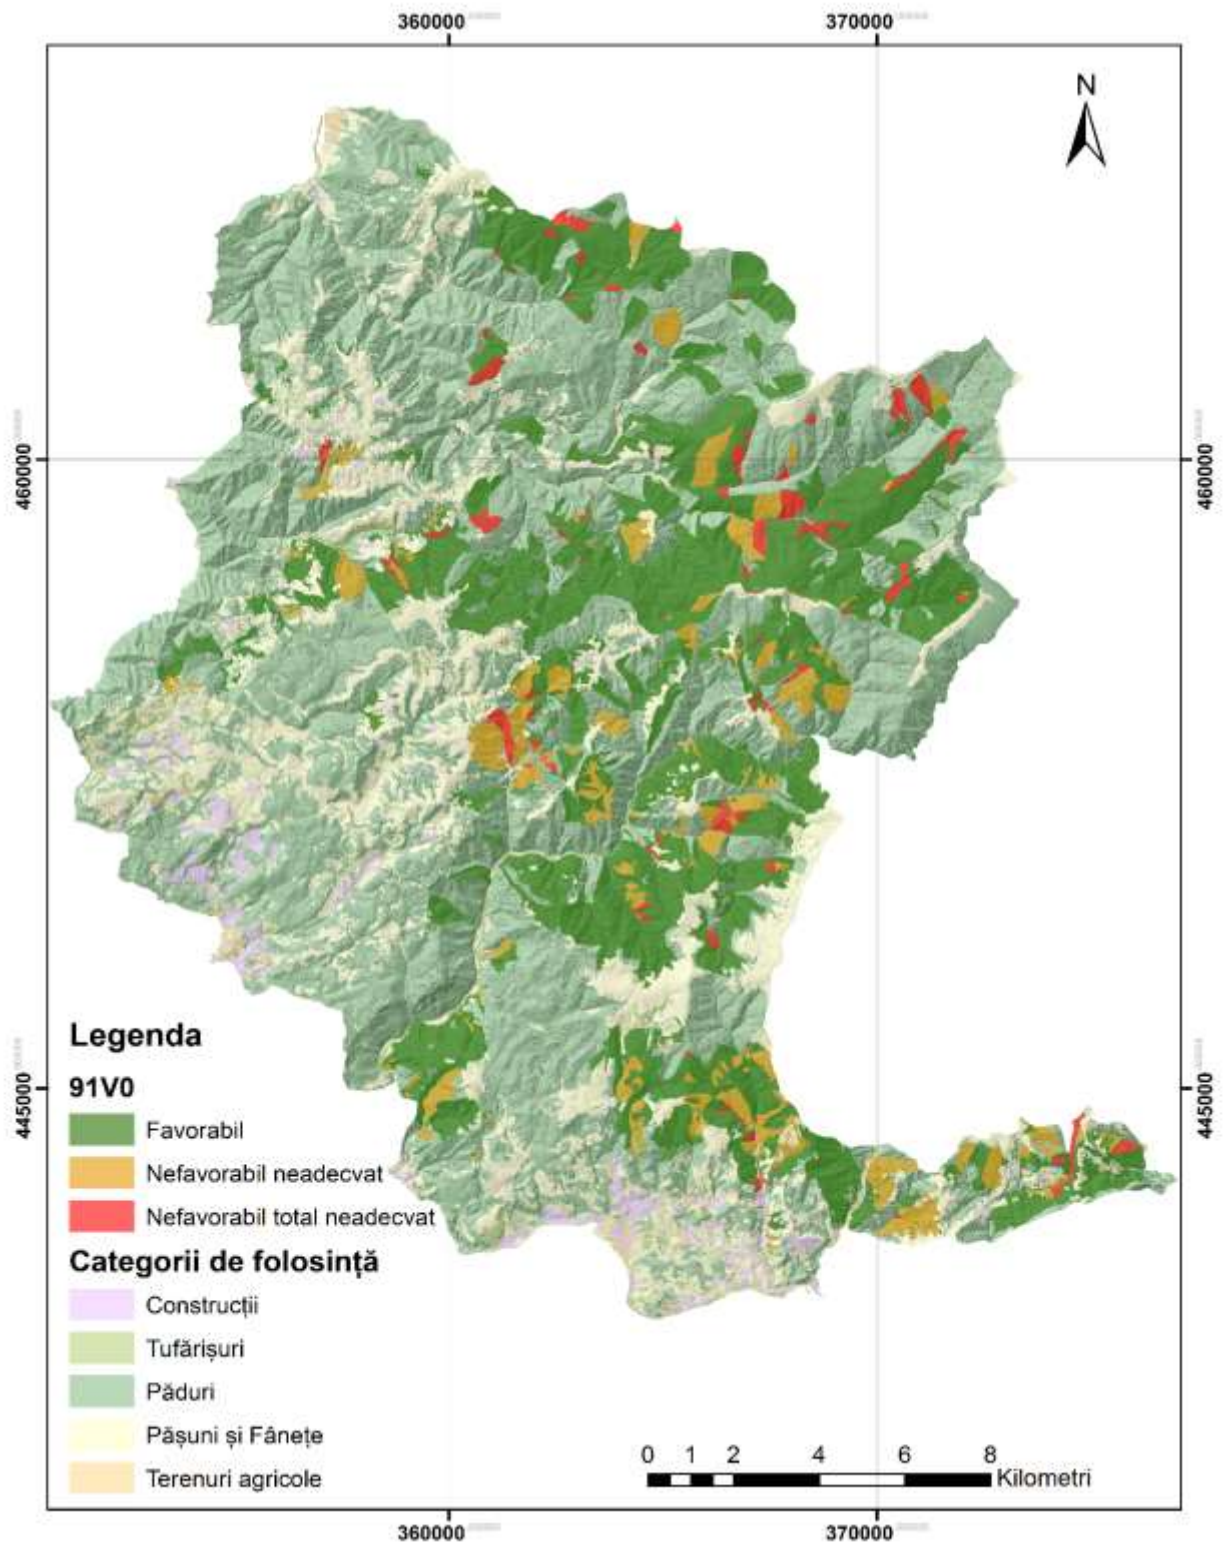 360000
370000
N
460000
460000
445000
445000
Legenda
91V0
Favorabil
Nefavorabil neadecvat
Nefavorabil total neadecvat
Categorii de folosință
Construcții
Tufărișuri
Păduri
Pășuni și Fânețe
Terenuri agricole
0 1 2 4 6 8
Kilometri
360000
370000